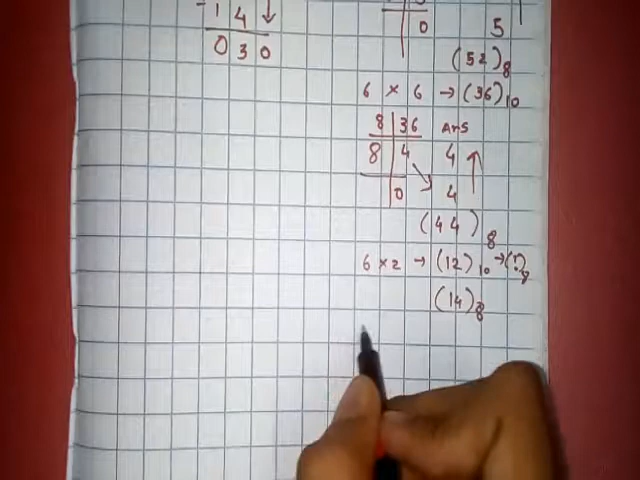 - 1 4 ↓
0 3 0
0 5
(52)8
6 × 6 → (36)10
8 | 36 Ans
8 | 4 4
0 4
(44)8
6 × 2 → (12)10 → (?)8
(14)8